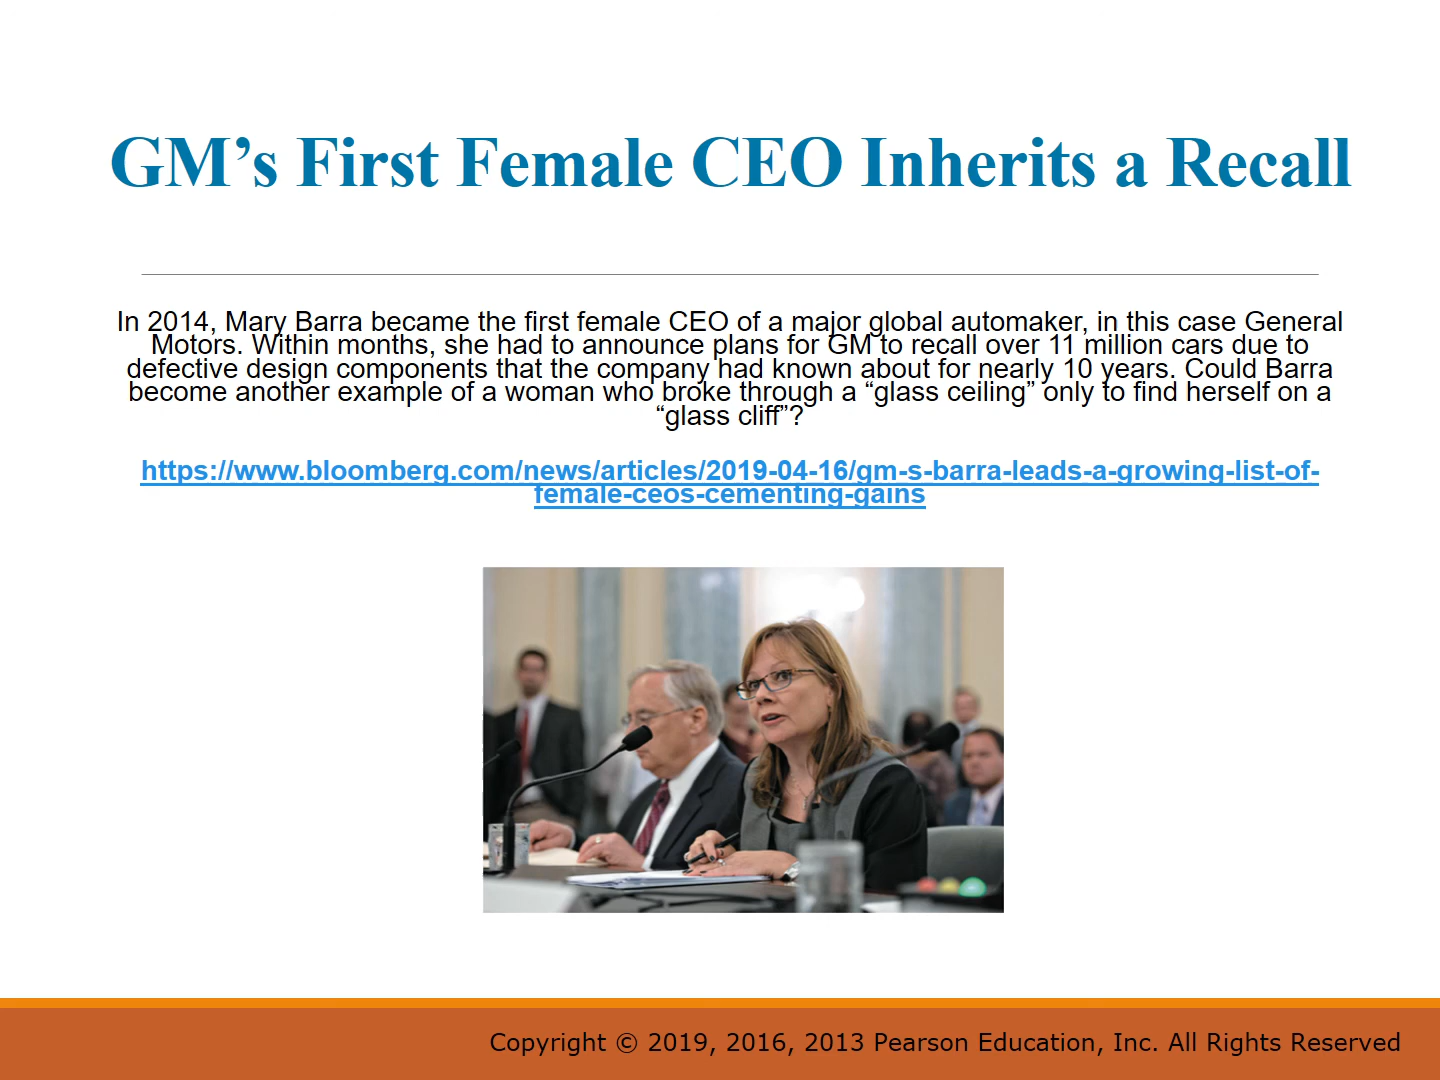 GM’s First Female CEO Inherits a Recall
In 2014, Mary Barra became the first female CEO of a major global automaker, in this case General
Motors. Within months, she had to announce plans for GM to recall over 11 million cars due to
defective design components that the company had known about for nearly 10 years. Could Barra
become another example of a woman who broke through a “glass ceiling” only to find herself on a
“glass cliff”?
https://www.bloomberg.com/news/articles/2019-04-16/gm-s-barra-leads-a-growing-list-of-
female-ceos-cementing-gains
Copyright © 2019, 2016, 2013 Pearson Education, Inc. All Rights Reserved